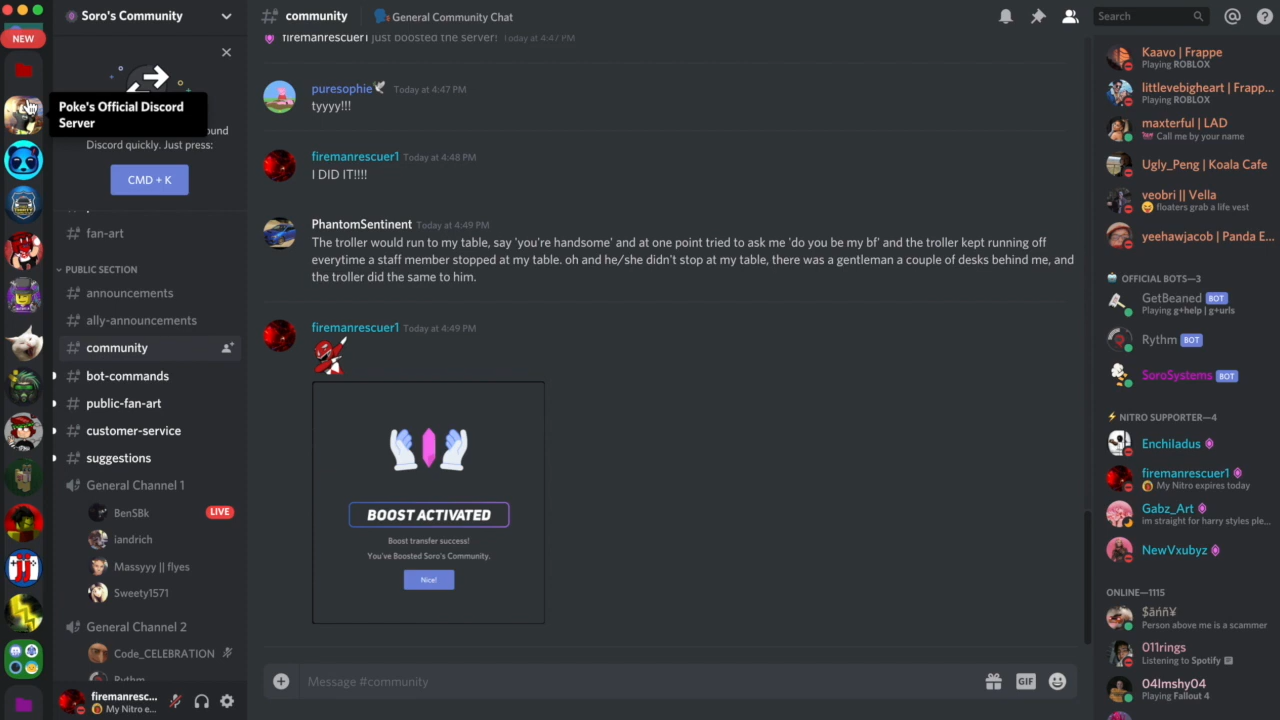 NEW
Poke's Official Discord
Server
Soro's Community
Discord quickly. Just press:
CMD + K
fan-art
PUBLIC SECTION
announcements
ally-announcements
community
bot-commands
public-fan-art
customer-service
suggestions
General Channel 1
BenSBk
LIVE
iandrich
Massyyy || flyes
Sweety1571
General Channel 2
Code_CELEBRATION
Rythm
firemanresc...
My Nitro e...
# community
General Community Chat
Search
firemanrescuer1 just boosted the server! Today at 4:47 PM
puresophie🕊 Today at 4:47 PM
tyyyy!!!
firemanrescuer1 Today at 4:48 PM
I DID IT!!!!
PhantomSentinent Today at 4:49 PM
The troller would run to my table, say 'you're handsome' and at one point tried to ask me 'do you be my bf' and the troller kept running off
everytime a staff member stopped at my table. oh and he/she didn't stop at my table, there was a gentleman a couple of desks behind me, and
the troller did the same to him.
firemanrescuer1 Today at 4:49 PM
BOOST ACTIVATED
Boost transfer success!
You've Boosted Soro's Community.
Nice!
Message #community
GIF
Kaavo | Frappe
Playing ROBLOX
littlevebigheart | Frapp...
Playing ROBLOX
maxterful | LAD
Call me by your name
Ugly_Peng | Koala Cafe
veobri || Vella
floaters grab a life vest
yeehawjacob | Panda E...
OFFICIAL BOTS—3
GetBeaned BOT
Playing g+help | g+urls
Rythm BOT
SoroSystems BOT
NITRO SUPPORTER—4
Enchiladus
firemanrescuer1
My Nitro expires today
Gabz_Art
im straight for harry styles ple...
NewVxubyz
ONLINE—1115
$âńñ¥
Person above me is a scammer
011rings
Listening to Spotify
04lmshy04
Playing Fallout 4